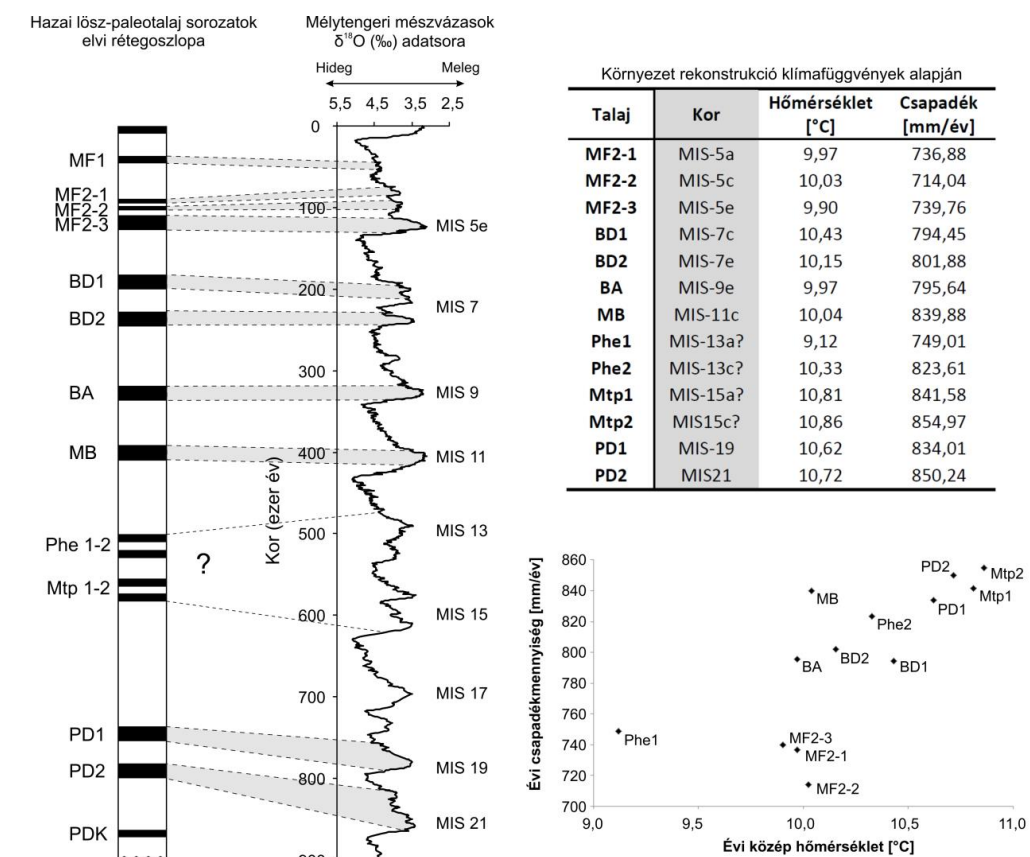 Hazai lösz-paleotalaj sorozatok
elvi rétegoszlopa
Mélytengeri mészvázasok
δ¹⁸O (‰) adatsora
Hideg Meleg
5,5 4,5 3,5 2,5
0
100
200
300
400
500
600
700
800
900
Kor (ezer év)
MF1
MF2-1
MF2-2
MF2-3
BD1
BD2
BA
MB
Phe 1-2
Mtp 1-2
?
PD1
PD2
PDK
MIS 5e
MIS 7
MIS 9
MIS 11
MIS 13
MIS 15
MIS 17
MIS 19
MIS 21
Környezet rekonstrukció klímafüggvények alapján
Talaj Kor Hőmérséklet [°C] Csapadék [mm/év]
MF2-1 MIS-5a 9,97 736,88
MF2-2 MIS-5c 10,03 714,04
MF2-3 MIS-5e 9,90 739,76
BD1 MIS-7c 10,43 794,45
BD2 MIS-7e 10,15 801,88
BA MIS-9e 9,97 795,64
MB MIS-11c 10,04 839,88
Phe1 MIS-13a? 9,12 749,01
Phe2 MIS-13c? 10,33 823,61
Mtp1 MIS-15a? 10,81 841,58
Mtp2 MIS15c? 10,86 854,97
PD1 MIS-19 10,62 834,01
PD2 MIS21 10,72 850,24
Évi csapadékmennyiség [mm/év]
860
840
820
800
780
760
740
720
700
PD2
Mtp2
Mtp1
PD1
MB
Phe2
BD2
BA
BD1
Phe1
MF2-3
MF2-1
MF2-2
9,0 9,5 10,0 10,5 11,0
Évi közép hőmérséklet [°C]